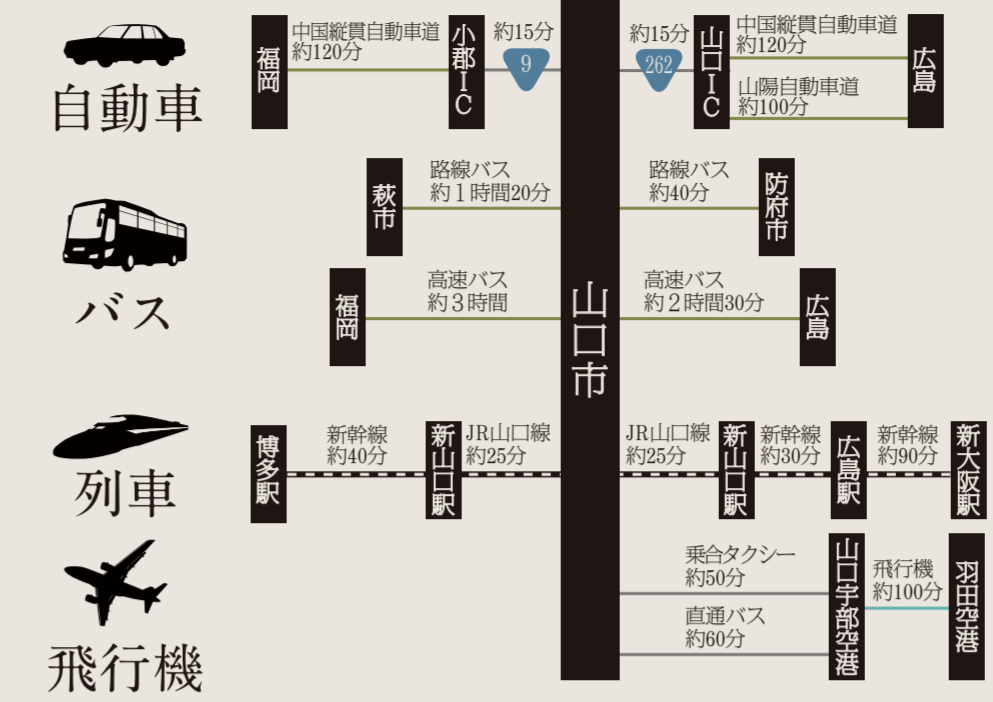 自動車
福岡
中国縦貫自動車道
約120分
小郡IC
約15分
9
約15分
262
山口IC
中国縦貫自動車道
約120分
山陽自動車道
約100分
広島
山口市
バス
萩市
路線バス
約1時間20分
路線バス
約40分
防府市
福岡
高速バス
約3時間
高速バス
約2時間30分
広島
列車
博多駅
新幹線
約40分
新山口駅
JR山口線
約25分
JR山口線
約25分
新山口駅
新幹線
約30分
広島駅
新幹線
約90分
新大阪駅
飛行機
乗合タクシー
約50分
直通バス
約60分
山口宇部空港
飛行機
約100分
羽田空港